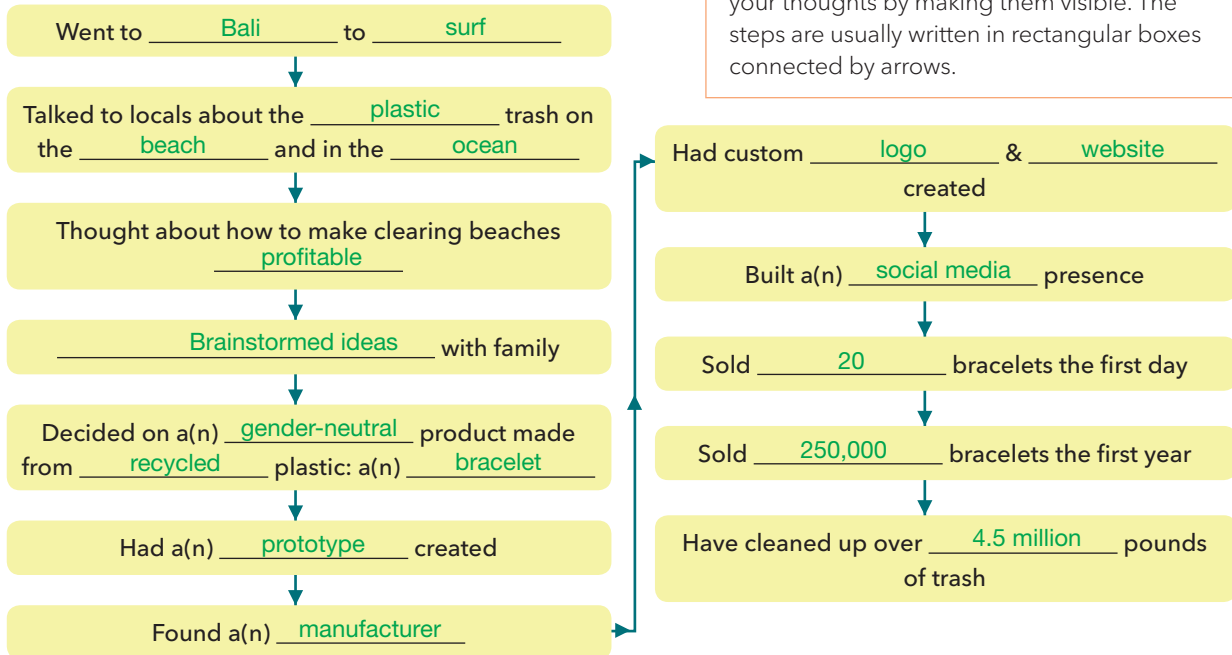 your thoughts by making them visible. The
steps are usually written in rectangular boxes
connected by arrows.
Went to Bali to surf
Talked to locals about the plastic trash on
the beach and in the ocean
Thought about how to make clearing beaches
profitable
Brainstormed ideas with family
Decided on a(n) gender-neutral product made
from recycled plastic: a(n) bracelet
Had a(n) prototype created
Found a(n) manufacturer
Had custom logo & website
created
Built a(n) social media presence
Sold 20 bracelets the first day
Sold 250,000 bracelets the first year
Have cleaned up over 4.5 million pounds
of trash